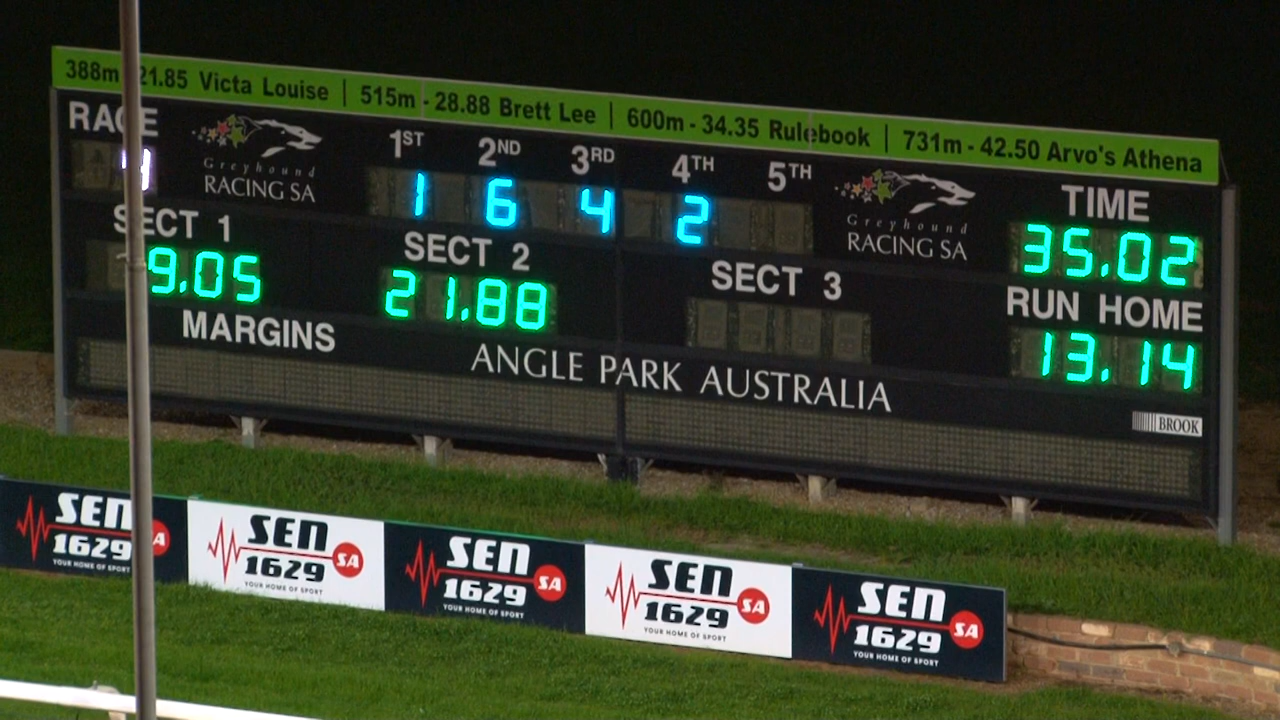 388m 21.85 Victa Louise | 515m - 28.88 Brett Lee | 600m - 34.35 Rulebook | 731m - 42.50 Arvo's Athena
RACE
4
Greyhound
RACING SA
1ST 2ND 3RD 4TH 5TH
1 6 4 2
Greyhound
RACING SA
TIME
35.02
SECT 1
9.05
SECT 2
21.88
SECT 3
RUN HOME
13.14
MARGINS
ANGLE PARK AUSTRALIA
BROOK
SEN
1629
YOUR HOME OF SPORT
SEN
1629 SA
YOUR HOME OF SPORT
SEN
1629 SA
YOUR HOME OF SPORT
SEN
1629 SA
YOUR HOME OF SPORT
SEN
1629 SA
YOUR HOME OF SPORT